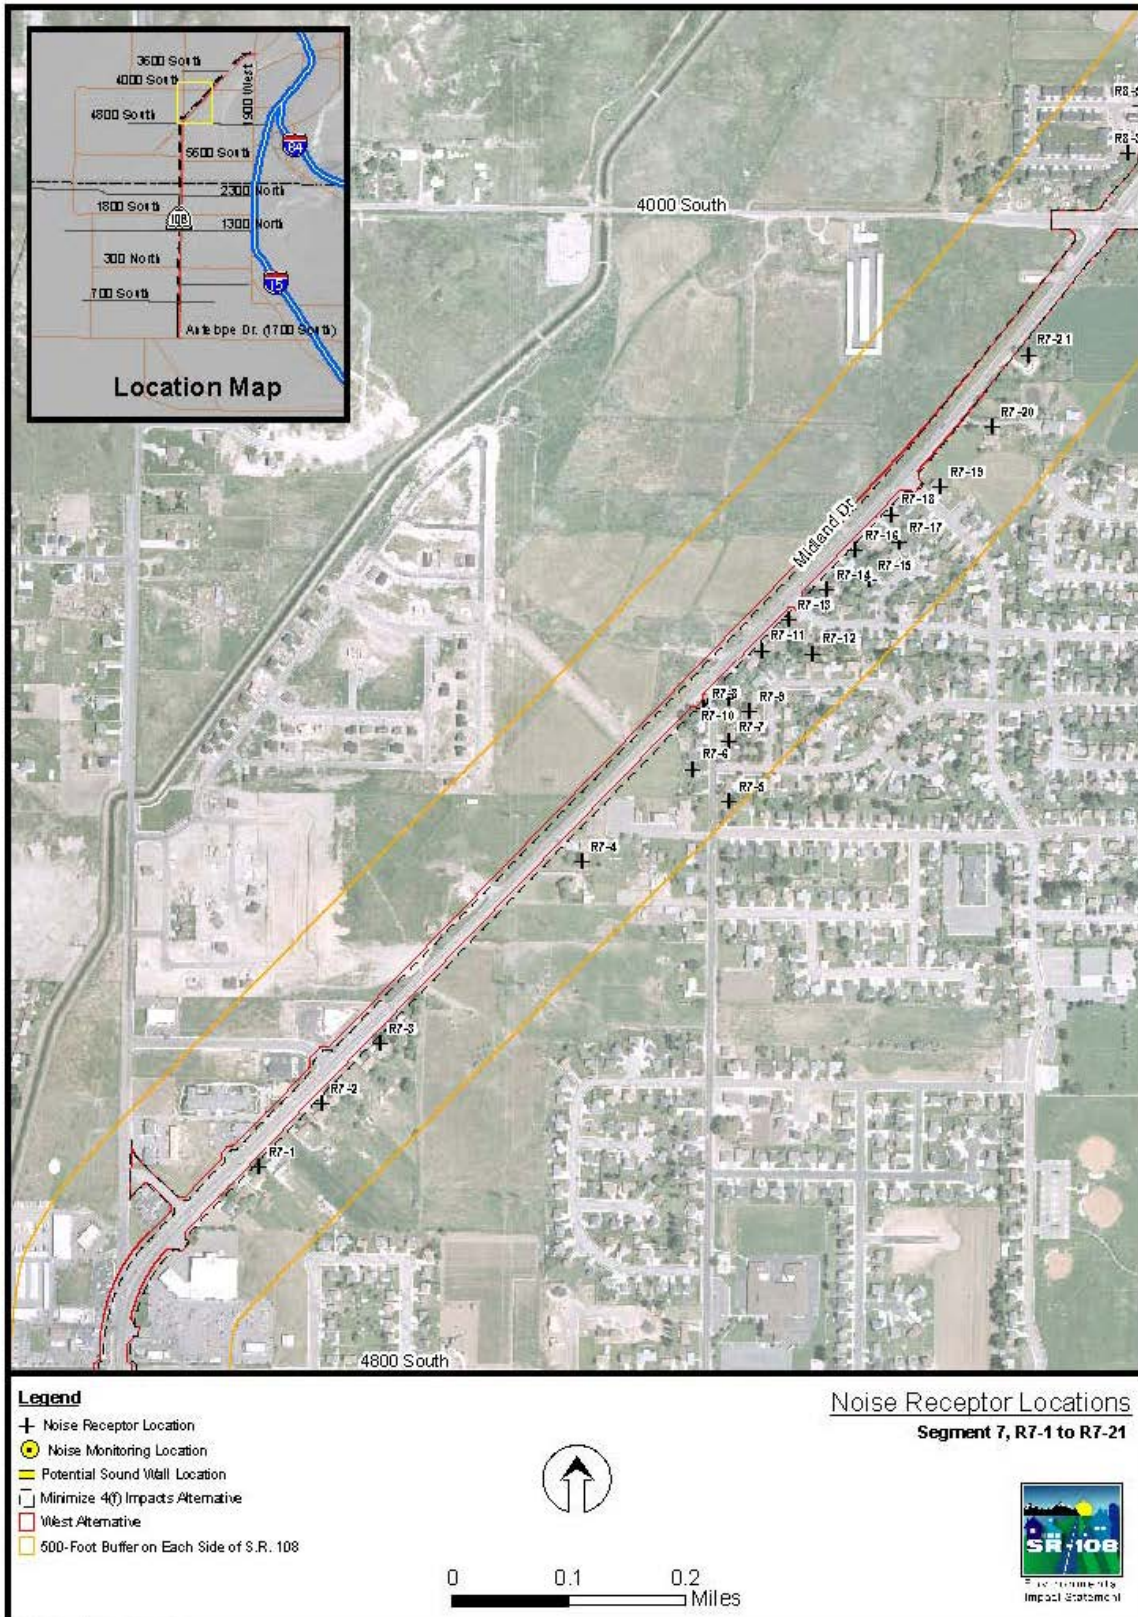 3600 South
4000 South
1900 West
4800 South
84
5600 South
2300 North
1800 South
108
1300 North
300 North
15
700 South
Antelope Dr. (1700 South)
Location Map
4000 South
R7-21
R7-20
R7-19
R7-18
Midland Dr.
R7-17
R7-16
R7-15
R7-14
R7-13
R7-11
R7-12
R7-8
R7-9
R7-10
R7-7
R7-6
R7-5
R7-4
R7-3
R7-2
R7-1
4800 South
Legend
Noise Receptor Location
Noise Monitoring Location
Potential Sound Wall Location
Minimize 4(f) Impacts Alternative
West Alternative
500-Foot Buffer on Each Side of S.R. 108
Noise Receptor Locations
Segment 7, R7-1 to R7-21
0 0.1 0.2
Miles
SR-108
Environmental
Impact Statement